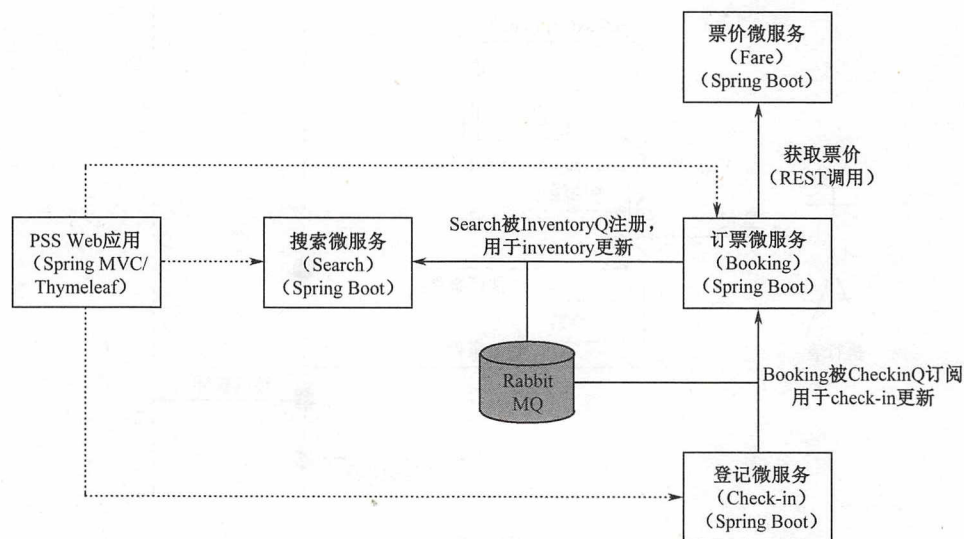 票价微服务
（Fare）
（Spring Boot）
获取票价
（REST调用）
Search被InventoryQ注册，
用于inventory更新
PSS Web应用
（Spring MVC/
Thymeleaf）
搜索微服务
（Search）
（Spring Boot）
订票微服务
（Booking）
（Spring Boot）
Rabbit
MQ
Booking被CheckinQ订阅
用于check-in更新
登记微服务
（Check-in）
（Spring Boot）